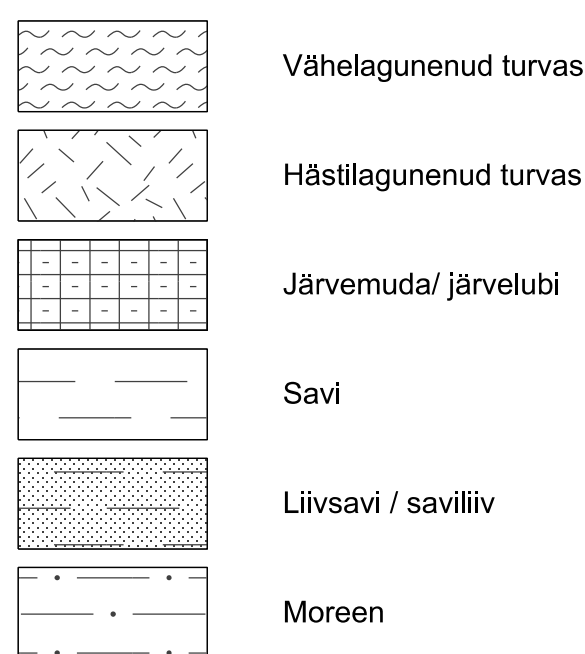 Vähelagunenud turvas
Hästilagunenud turvas
Järvemuda/ järvelubi
Savi
Liivsavi / saviliiv
Moreen